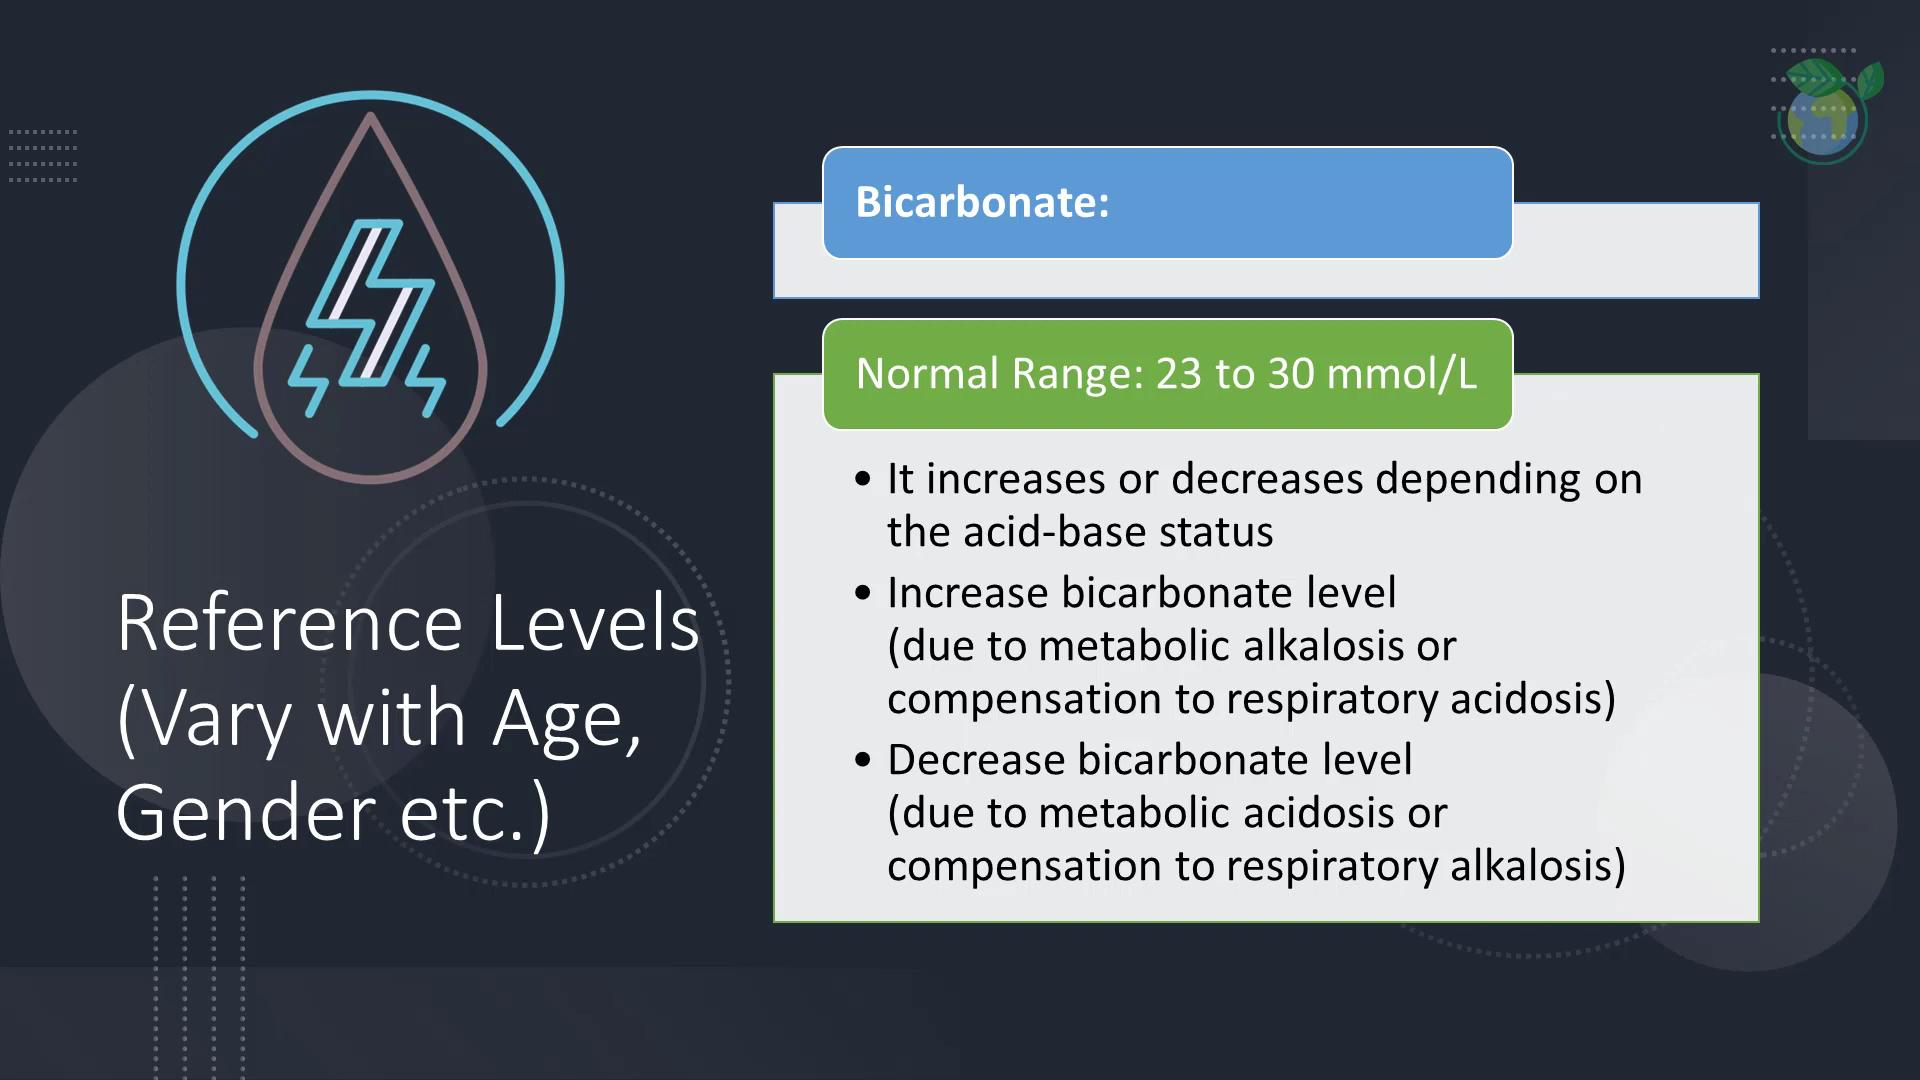 Reference Levels
(Vary with Age,
Gender etc.)
Bicarbonate:
Normal Range: 23 to 30 mmol/L
• It increases or decreases depending on
the acid-base status
• Increase bicarbonate level
(due to metabolic alkalosis or
compensation to respiratory acidosis)
• Decrease bicarbonate level
(due to metabolic acidosis or
compensation to respiratory alkalosis)